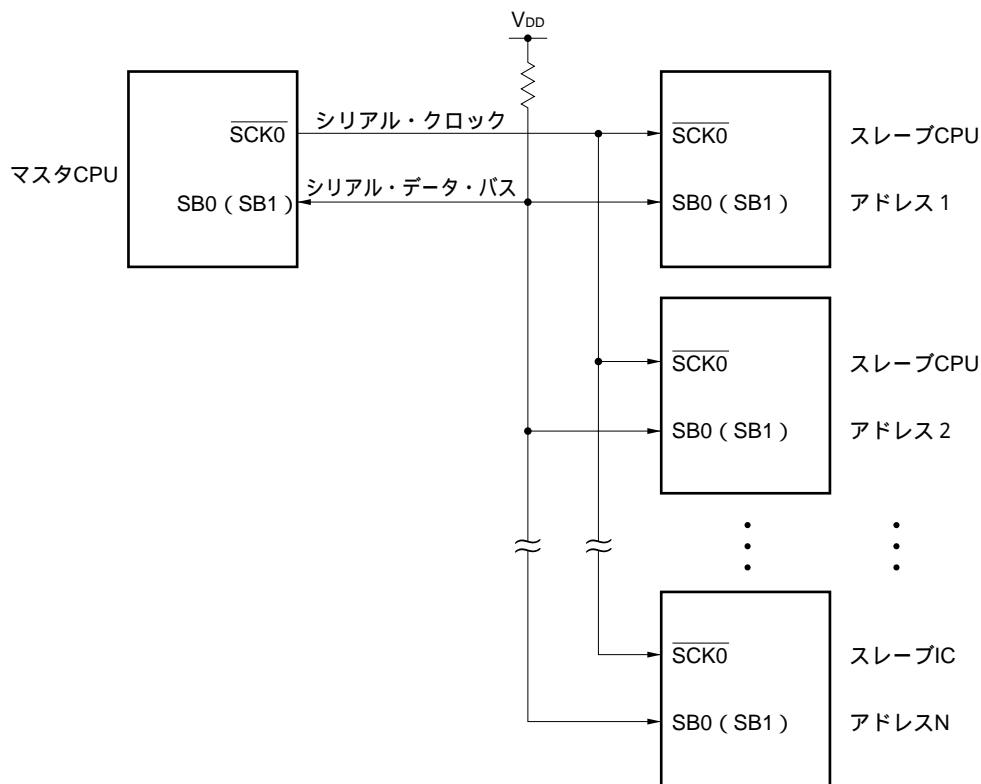 VDD
SCK0
シリアル・クロック
マスタCPU
SB0（SB1）
シリアル・データ・バス
SCK0
スレーブCPU
SB0（SB1）
アドレス1
SCK0
スレーブCPU
SB0（SB1）
アドレス2
SCK0
スレーブIC
SB0（SB1）
アドレスN